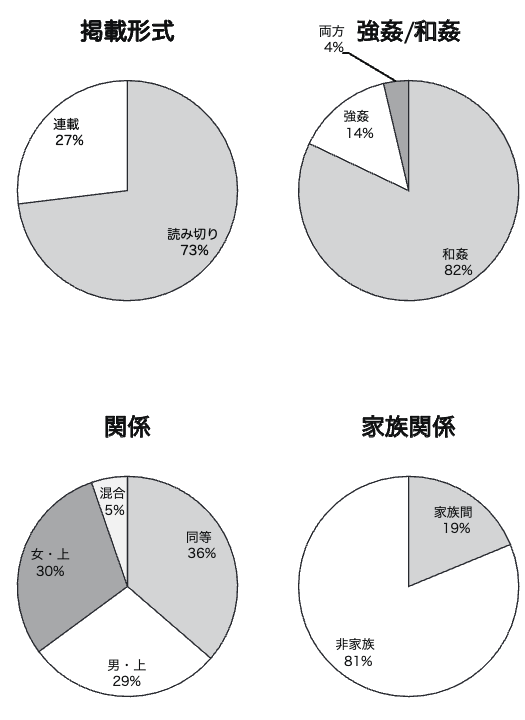 掲載形式
連載
27%
読み切り
73%
強姦/和姦
両方
4%
強姦
14%
和姦
82%
関係
混合
5%
同等
36%
女・上
30%
男・上
29%
家族関係
家族間
19%
非家族
81%